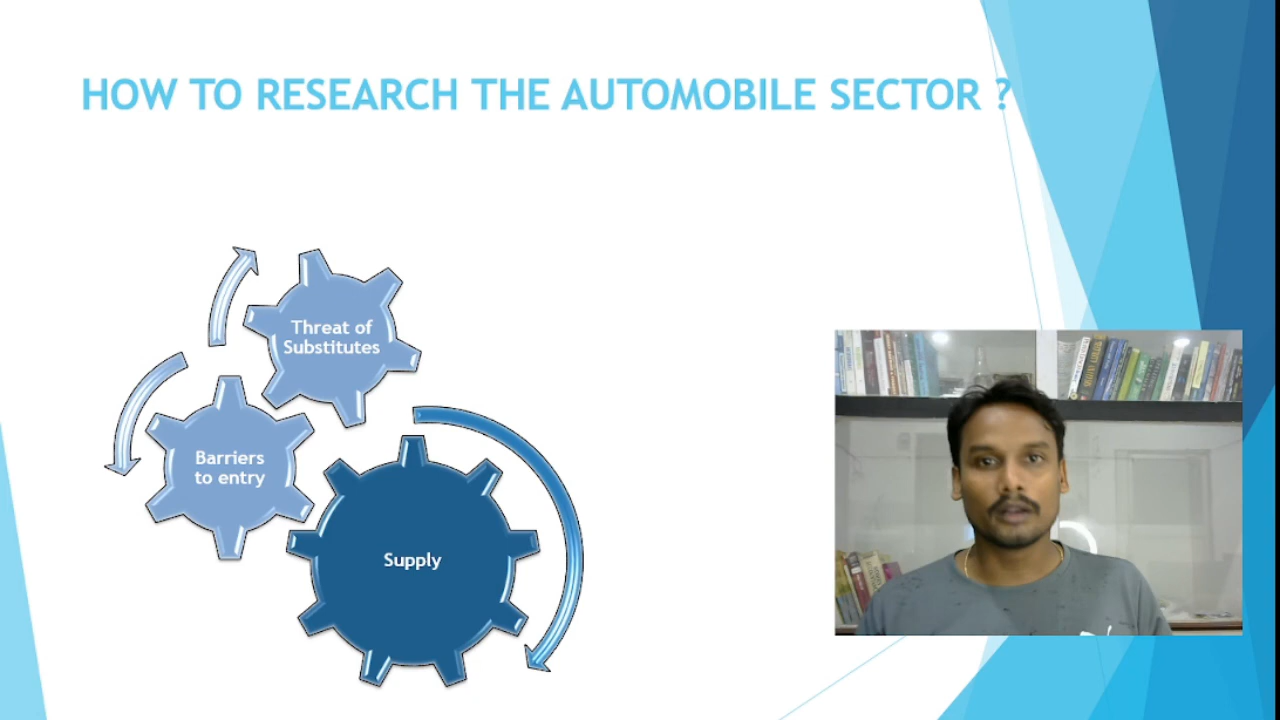 HOW TO RESEARCH THE AUTOMOBILE SECTOR ?
Threat of
Substitutes
Barriers
to entry
Supply